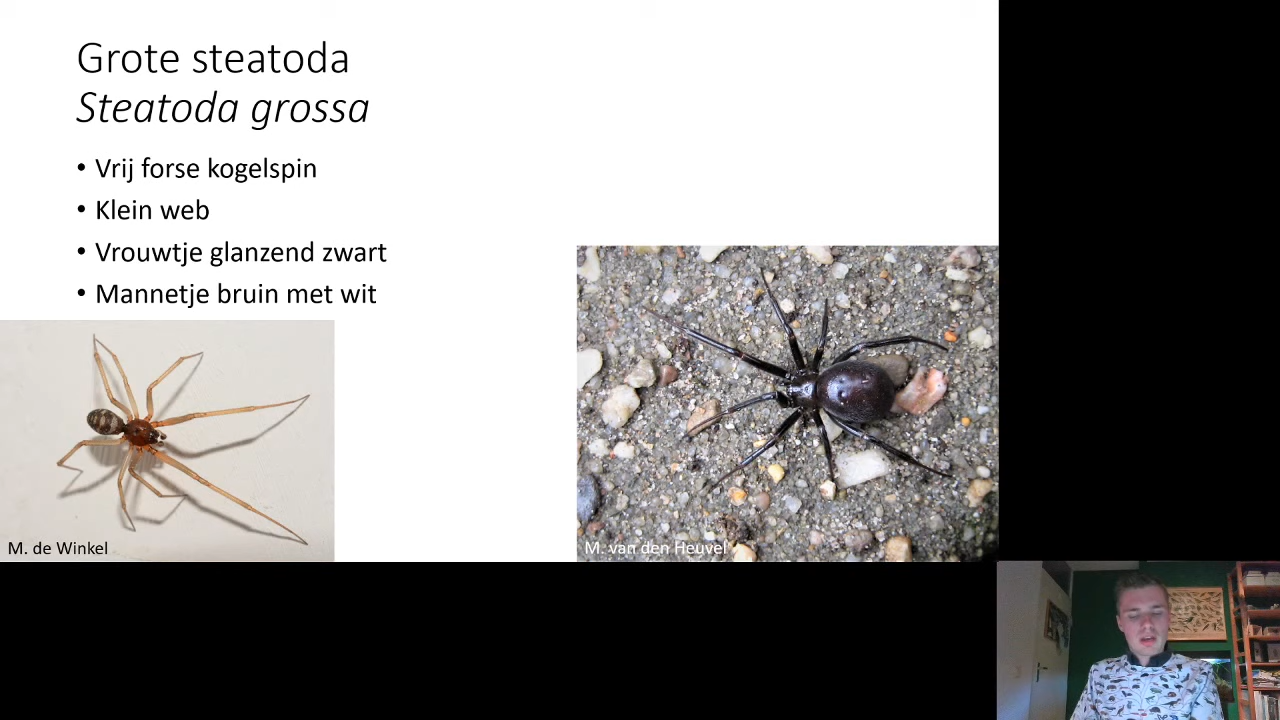 Grote steatoda
Steatoda grossa
• Vrij forse kogelspin
• Klein web
• Vrouwtje glanzend zwart
• Mannetje bruin met wit
M. de Winkel
M. van den Heuvel